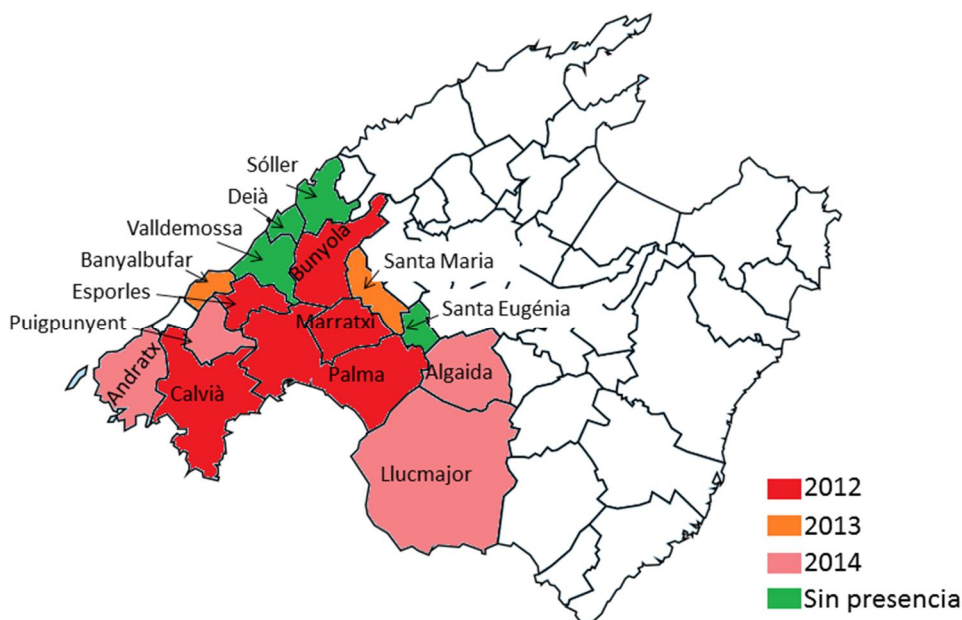 Sóller
Deià
Valldemossa
Banyalbufar
Esporles
Puigpunyent
Andratx
Calvià
Bunyola
Marratxi
Palma
Santa Maria
Santa Eugénia
Algaida
Llucmajor
2012
2013
2014
Sin presencia